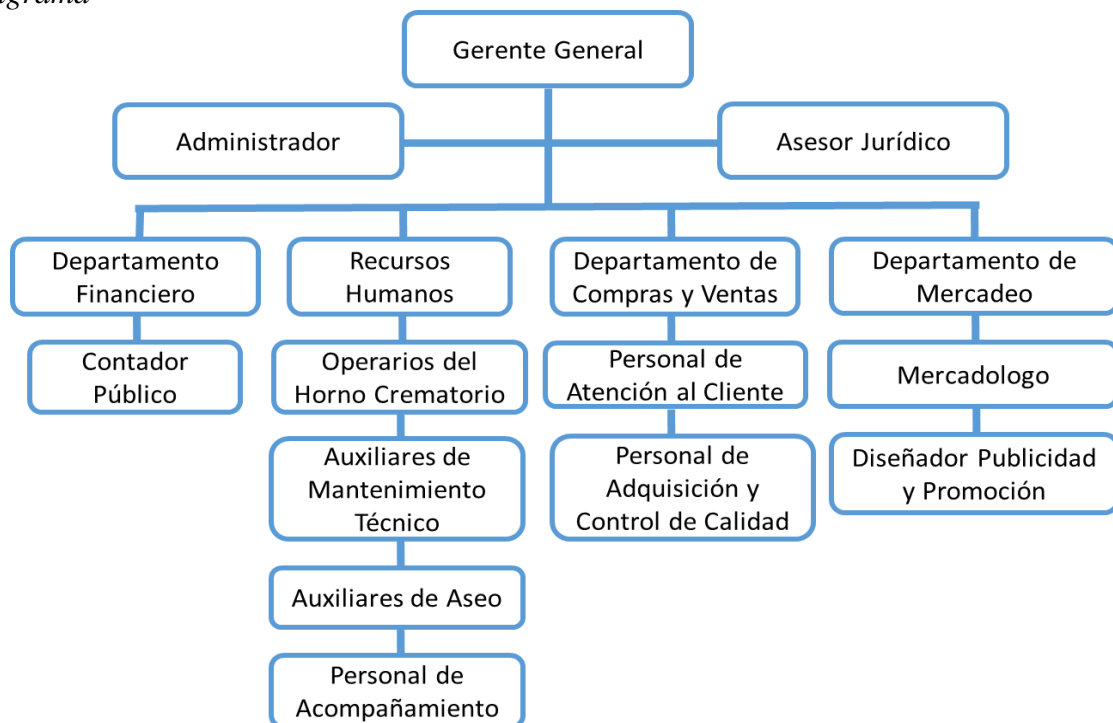 Gerente General
Administrador
Asesor Jurídico
Departamento
Financiero
Recursos
Humanos
Departamento de
Compras y Ventas
Departamento de
Mercadeo
Contador
Público
Operarios del
Horno Crematorio
Personal de
Atención al Cliente
Mercadologo
Auxiliares de
Mantenimiento
Técnico
Personal de
Adquisición y
Control de Calidad
Diseñador Publicidad
y Promoción
Auxiliares de Aseo
Personal de
Acompañamiento